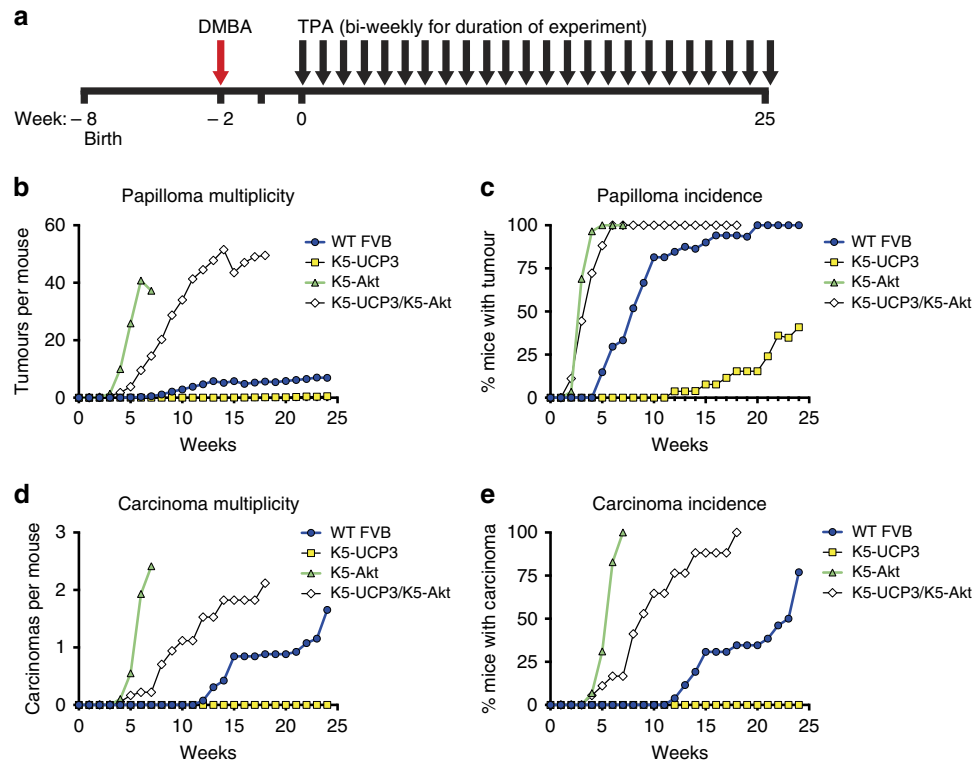 a
DMBA
TPA (bi-weekly for duration of experiment)
Week: – 8
– 2
0
25
Birth
b
Papilloma multiplicity
60
40
20
0
Tumours per mouse
0 5 10 15 20 25
Weeks
WT FVB
K5-UCP3
K5-Akt
K5-UCP3/K5-Akt
c
Papilloma incidence
100
75
50
25
0
% mice with tumour
0 5 10 15 20 25
Weeks
WT FVB
K5-UCP3
K5-Akt
K5-UCP3/K5-Akt
d
Carcinoma multiplicity
3
2
1
0
Carcinomas per mouse
0 5 10 15 20 25
Weeks
WT FVB
K5-UCP3
K5-Akt
K5-UCP3/K5-Akt
e
Carcinoma incidence
100
75
50
25
0
% mice with carcinoma
0 5 10 15 20 25
Weeks
WT FVB
K5-UCP3
K5-Akt
K5-UCP3/K5-Akt